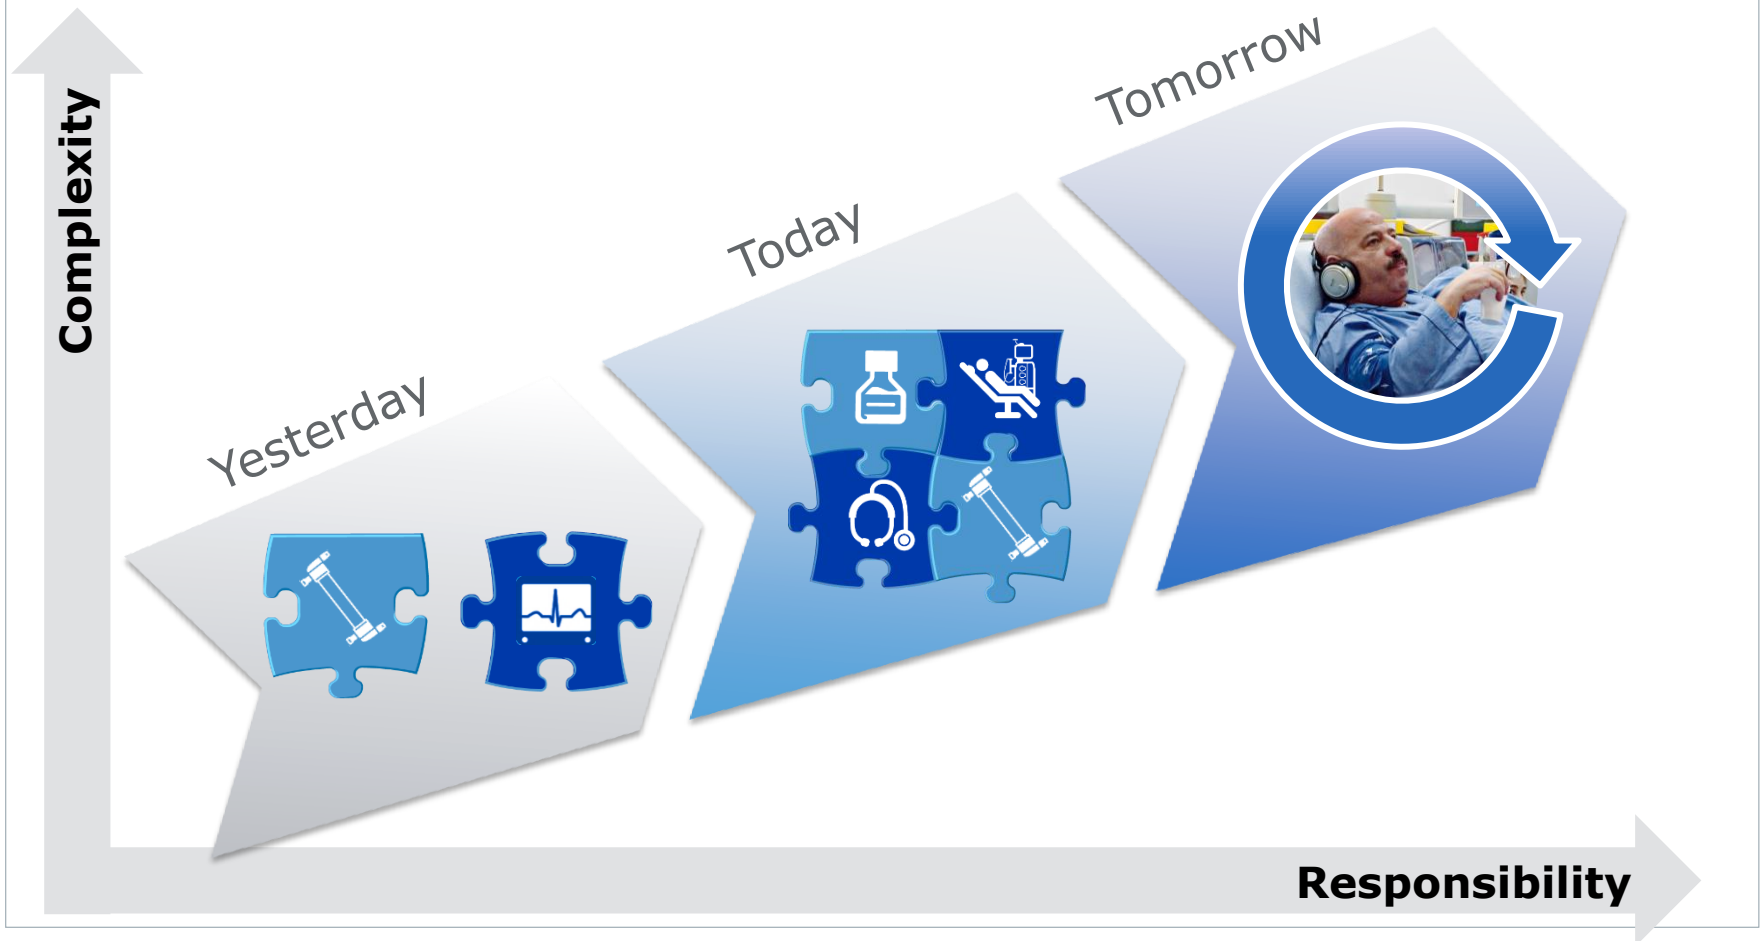 Complexity
Yesterday
Today
Tomorrow
Responsibility